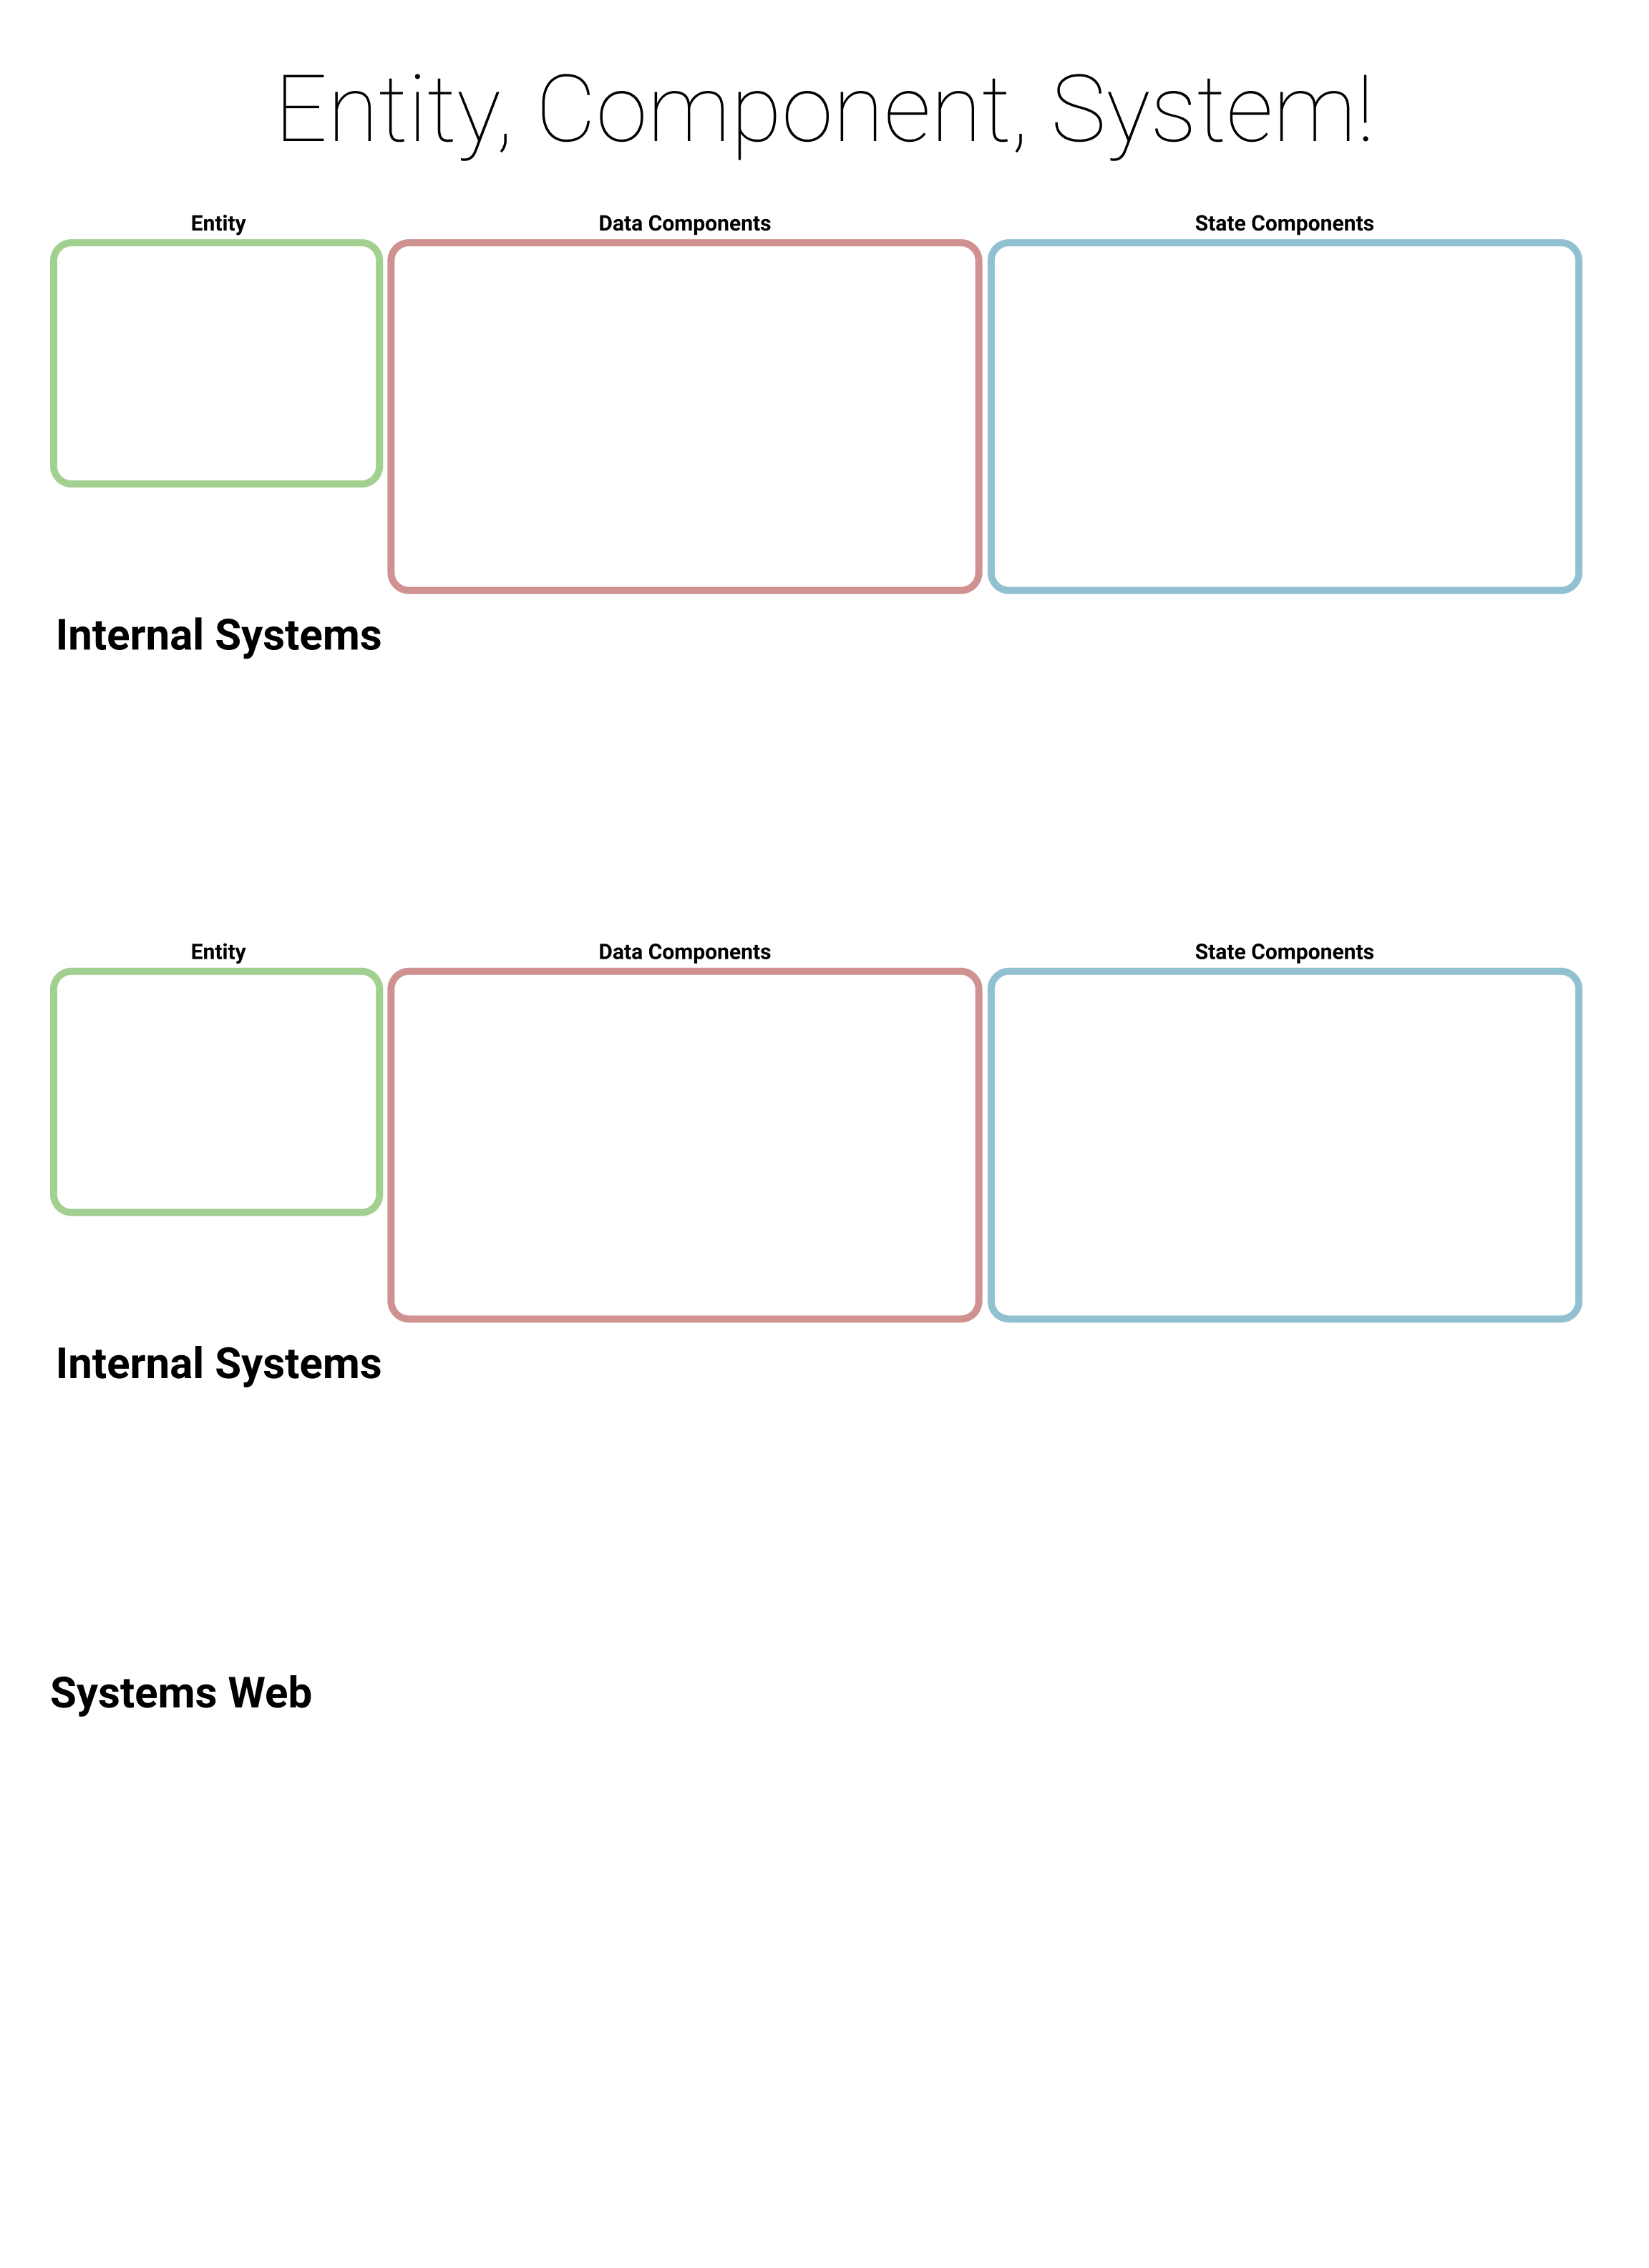 Entity, Component, System!
Entity Data Components State Components
Internal Systems
Entity Data Components State Components
Internal Systems
Systems Web